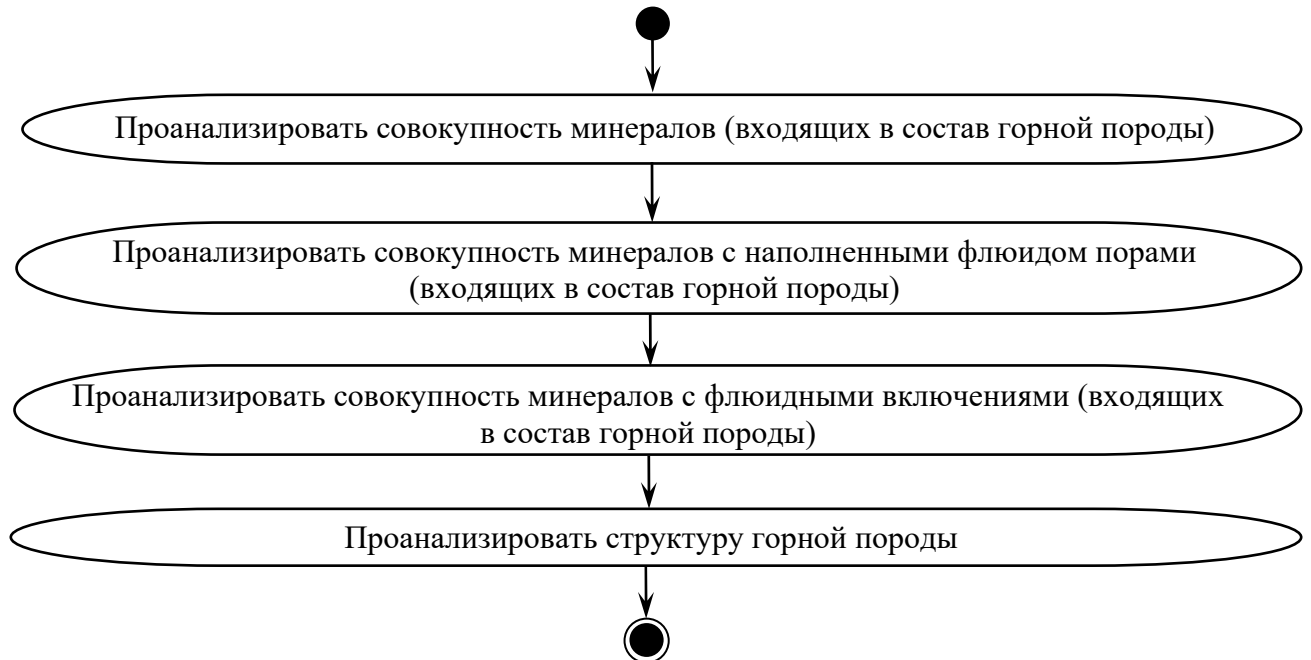 Проанализировать совокупность минералов (входящих в состав горной породы)
Проанализировать совокупность минералов с наполненными флюидом порами
(входящих в состав горной породы)
Проанализировать совокупность минералов с флюидными включениями (входящих
в состав горной породы)
Проанализировать структуру горной породы